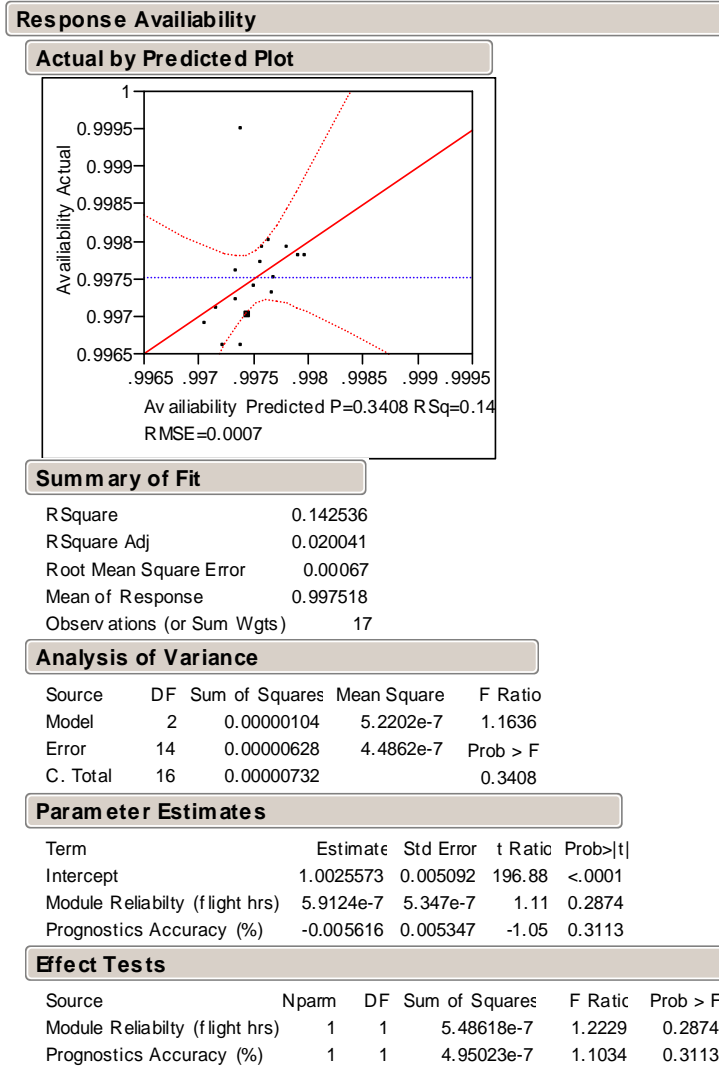 Response Availiability
Actual by Predicted Plot
Availiability Actual
1
0.9995
0.999
0.9985
0.998
0.9975
0.997
0.9965
.9965 .997 .9975 .998 .9985 .999 .9995
Availiability Predicted P=0.3408 RSq=0.14
RMSE=0.0007
Summary of Fit
RSquare 0.142536
RSquare Adj 0.020041
Root Mean Square Error 0.00067
Mean of Response 0.997518
Observations (or Sum Wgts) 17
Analysis of Variance
Source DF Sum of Squares Mean Square F Ratio
Model 2 0.00000104 5.2202e-7 1.1636
Error 14 0.00000628 4.4862e-7 Prob > F
C. Total 16 0.00000732 0.3408
Parameter Estimates
Term Estimate Std Error t Ratio Prob>|t|
Intercept 1.0025573 0.005092 196.88 <.0001
Module Reliabilty (flight hrs) 5.9124e-7 5.347e-7 1.11 0.2874
Prognostics Accuracy (%) -0.005616 0.005347 -1.05 0.3113
Effect Tests
Source Nparm DF Sum of Squares F Ratio Prob > F
Module Reliabilty (flight hrs) 1 1 5.48618e-7 1.2229 0.2874
Prognostics Accuracy (%) 1 1 4.95023e-7 1.1034 0.3113